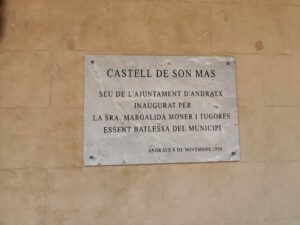 CASTELL DE SON MAS
SEU DE L'AJUNTAMENT D'ANDRATX
INAUGURAT PER
LA SRA. MARGALIDA MONER I TUGORES
ESSENT BATLESSA DEL MUNICIPI
ANDRATX 8 DE NOVEMBRE